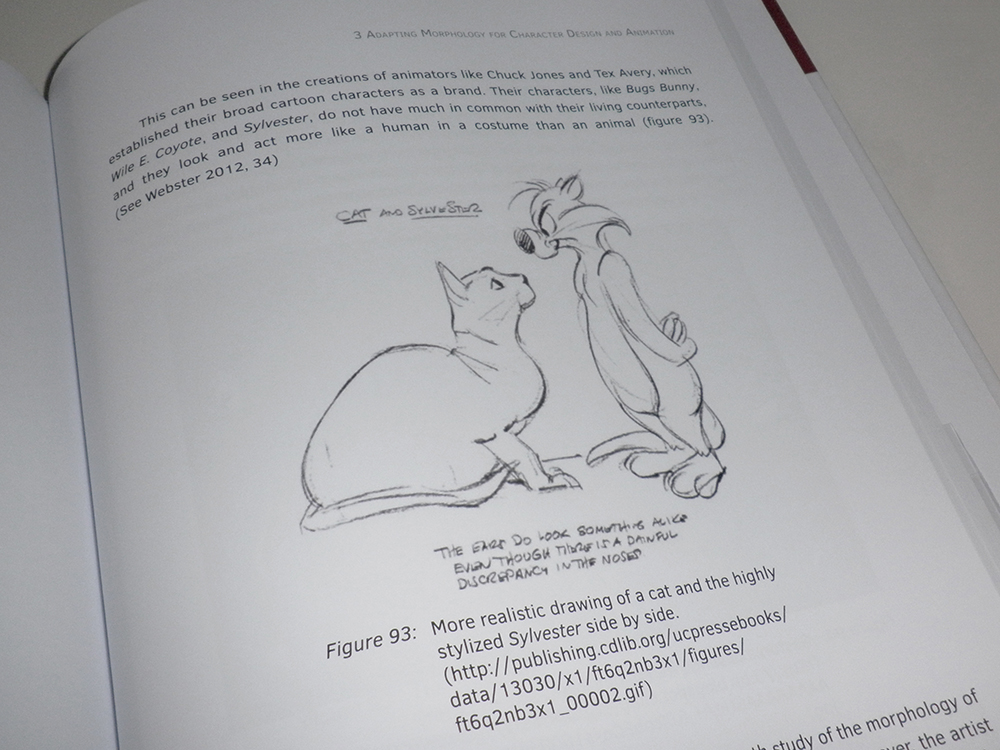 3 Adapting Morphology for Character Design and Animation
This can be seen in the creations of animators like Chuck Jones and Tex Avery, which
established their broad cartoon characters as a brand. Their characters, like Bugs Bunny,
Wile E. Coyote, and Sylvester, do not have much in common with their living counterparts,
and they look and act more like a human in a costume than an animal (figure 93).
(See Webster 2012, 34)
CAT AND SYLVESTER
THE EARS DO LOOK SOMETHING ALIKE
EVEN THOUGH THERE IS A PAINFUL
DISCREPANCY IN THE NOSES
Figure 93: More realistic drawing of a cat and the highly
stylized Sylvester side by side.
(http://publishing.cdlib.org/ucpressebooks/
data/13030/x1/ft6q2nb3x1/figures/
ft6q2nb3x1_00002.gif)
study of the morphology of
the artist